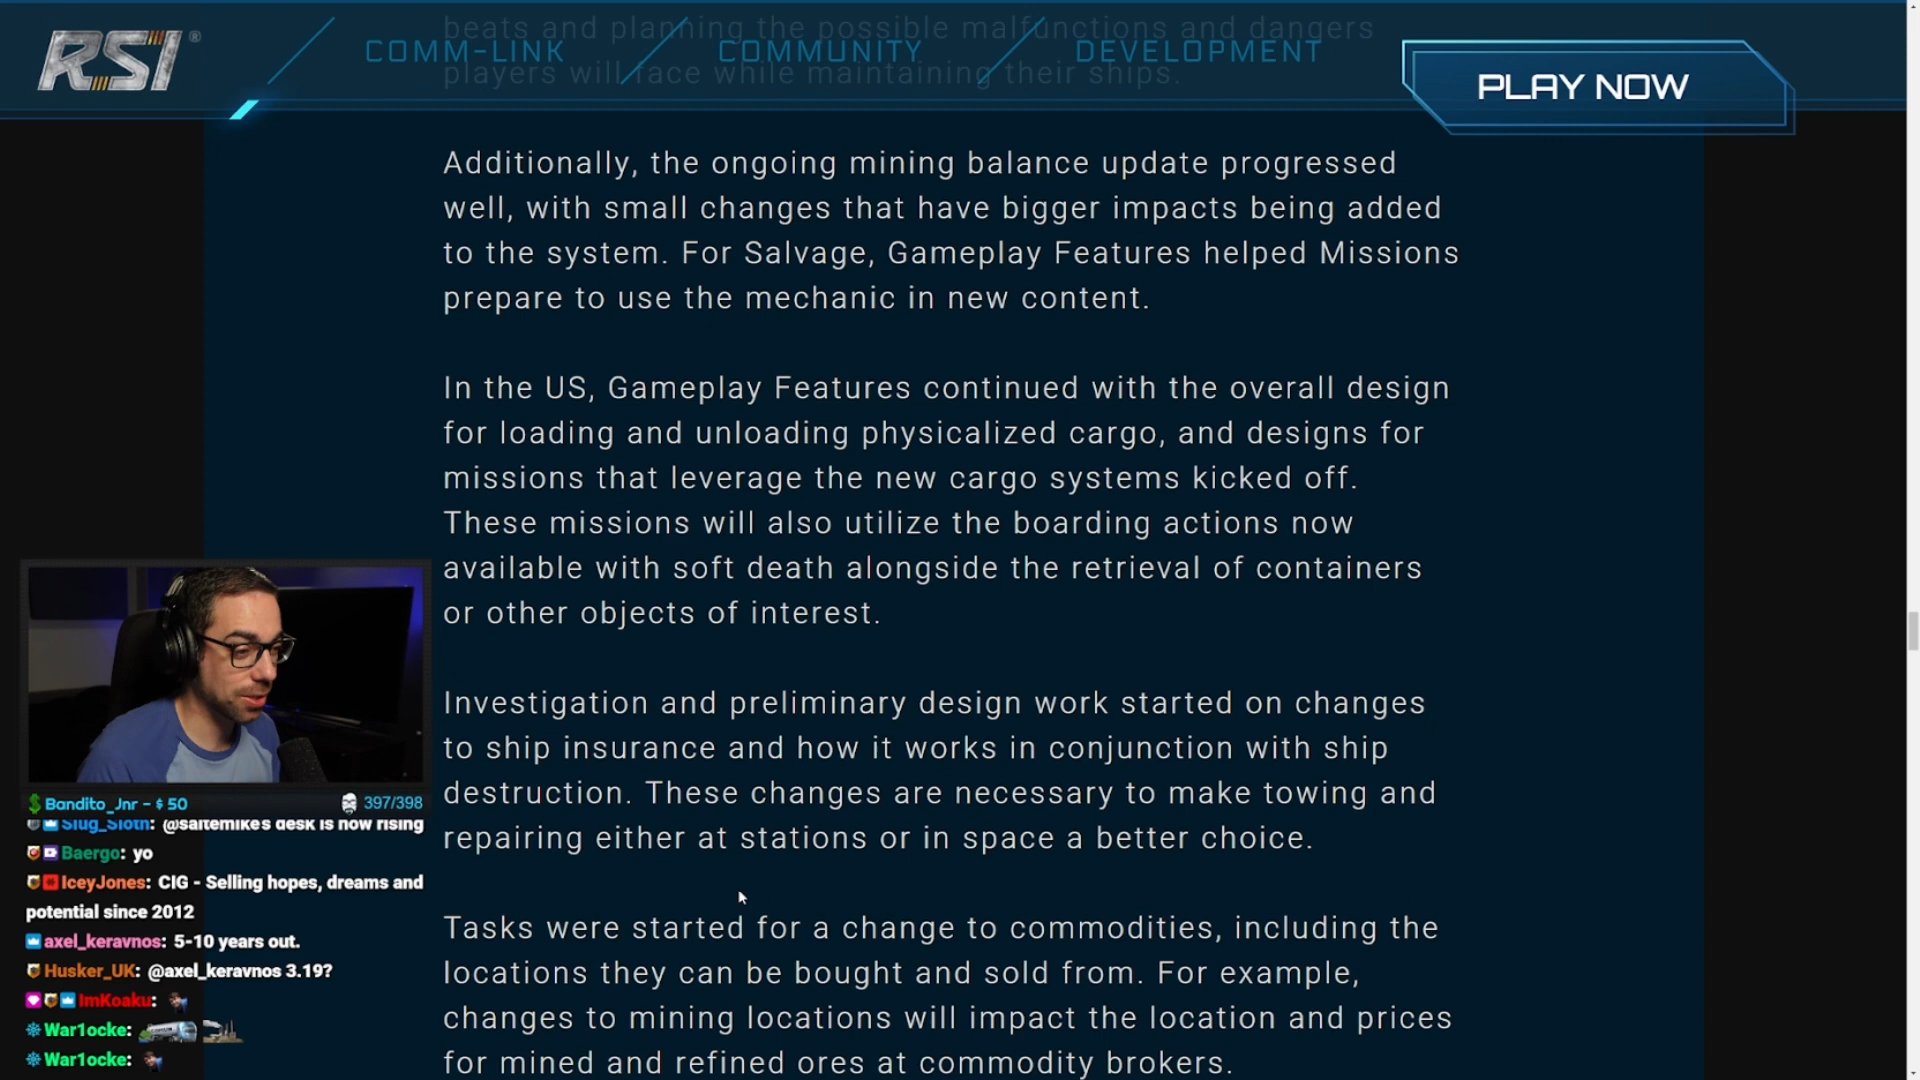 beats and planning the possible malfunctions and dangers
RSI ®
COMM-LINK
COMMUNITY
DEVELOPMENT
PLAY NOW
players will face while maintaining their ships.
Additionally, the ongoing mining balance update progressed
well, with small changes that have bigger impacts being added
to the system. For Salvage, Gameplay Features helped Missions
prepare to use the mechanic in new content.
In the US, Gameplay Features continued with the overall design
for loading and unloading physicalized cargo, and designs for
missions that leverage the new cargo systems kicked off.
These missions will also utilize the boarding actions now
available with soft death alongside the retrieval of containers
or other objects of interest.
Investigation and preliminary design work started on changes
to ship insurance and how it works in conjunction with ship
destruction. These changes are necessary to make towing and
repairing either at stations or in space a better choice.
Tasks were started for a change to commodities, including the
locations they can be bought and sold from. For example,
changes to mining locations will impact the location and prices
for mined and refined ores at commodity brokers.
Bandito_Jnr - $ 50
397/398
Slug_Sloth: @saltemike's desk is now rising
Baergo: yo
IceyJones: CIG - Selling hopes, dreams and
potential since 2012
axel_keravnos: 5-10 years out.
Husker_UK: @axel_keravnos 3.19?
ImKoaku:
War1ocke:
War1ocke: